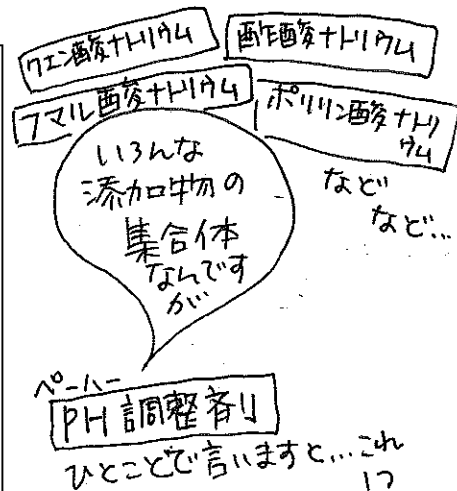 クエン酸ナトリウム
酢酸ナトリウム
フマル酸ナトリウム
ポリリン酸ナトリ
ウム
などなど…
いろんな
添加物の
集合体
なんです
が
ペーハー
PH調整剤
ひとことで言いますと…これ